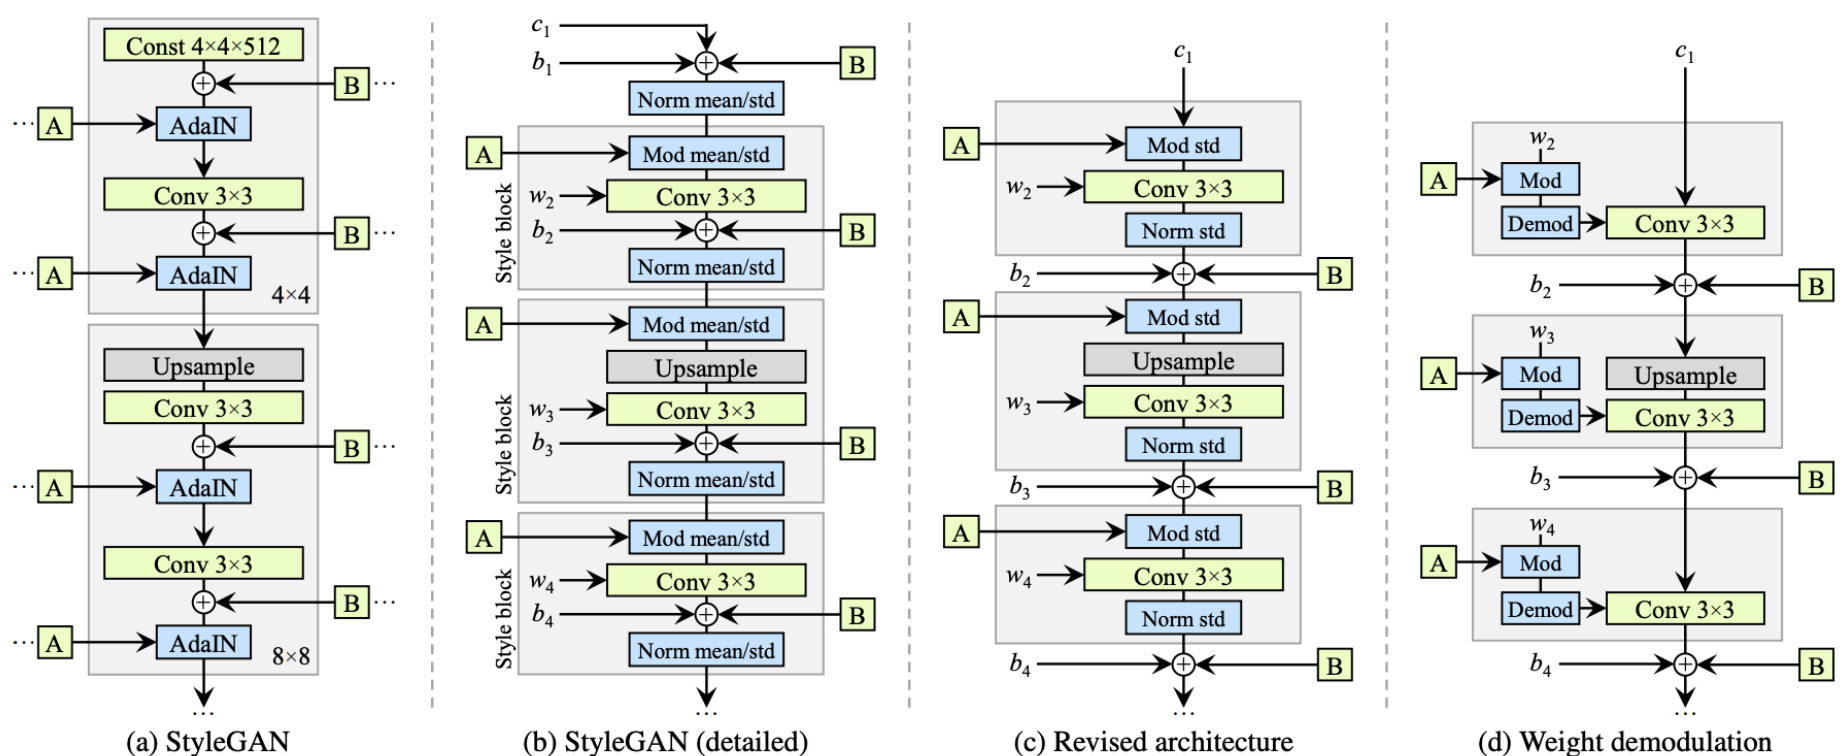 Const 4×4×512
B ...
... A
AdaIN
Conv 3×3
B ...
... A
AdaIN
4×4
Upsample
Conv 3×3
B ...
... A
AdaIN
Conv 3×3
B ...
... A
AdaIN
8×8
...
(a) StyleGAN
c1
b1
B
Norm mean/std
Style block
A
Mod mean/std
w2
Conv 3×3
b2
B
Norm mean/std
Style block
A
Mod mean/std
Upsample
w3
Conv 3×3
b3
B
Norm mean/std
Style block
A
Mod mean/std
w4
Conv 3×3
b4
B
Norm mean/std
...
(b) StyleGAN (detailed)
c1
A
Mod std
w2
Conv 3×3
Norm std
b2
B
A
Mod std
Upsample
w3
Conv 3×3
Norm std
b3
B
A
Mod std
w4
Conv 3×3
Norm std
b4
B
...
(c) Revised architecture
c1
w2
A
Mod
Demod
Conv 3×3
b2
B
w3
A
Mod
Upsample
Demod
Conv 3×3
b3
B
w4
A
Mod
Demod
Conv 3×3
b4
B
...
(d) Weight demodulation